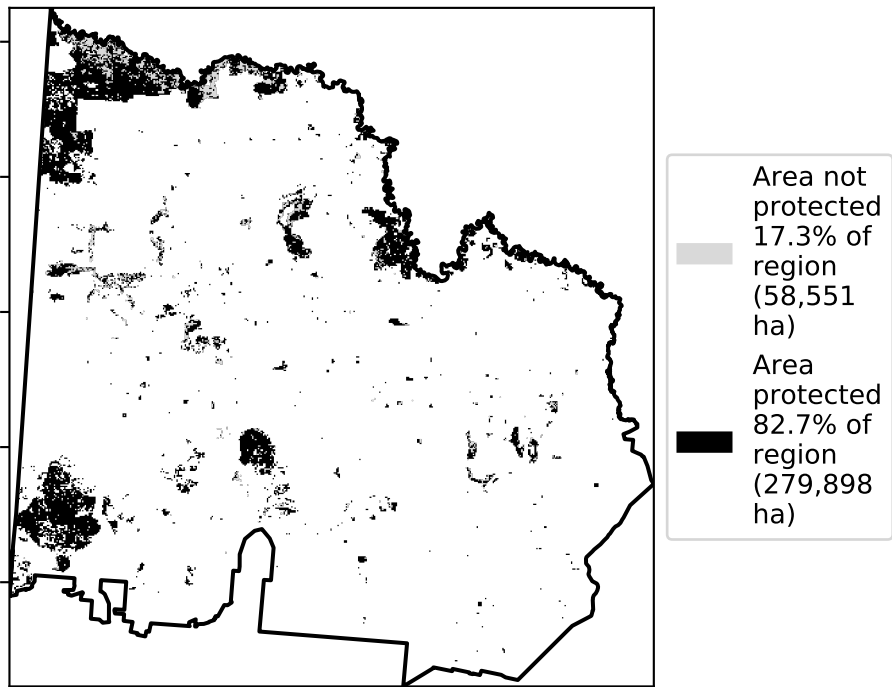 Area not
protected
17.3% of
region
(58,551
ha)
Area
protected
82.7% of
region
(279,898
ha)